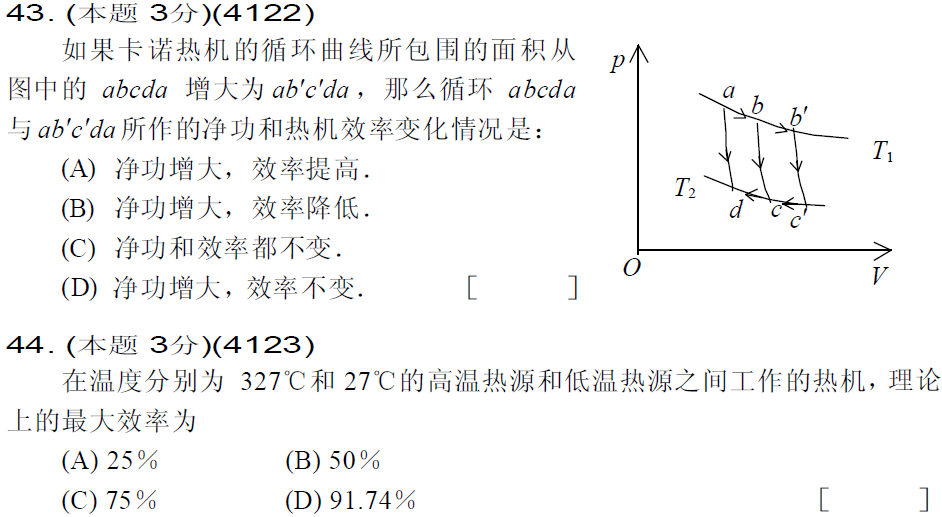 43. (本题 3分)(4122)
如果卡诺热机的循环曲线所包围的面积从
图中的 abcda 增大为 ab'c'da，那么循环 abcda
与ab'c'da所作的净功和热机效率变化情况是：
(A) 净功增大，效率提高．
(B) 净功增大，效率降低．
(C) 净功和效率都不变．
(D) 净功增大，效率不变． [ ]
p
a
b
b'
T1
T2
d
c
c'
O
V
44. (本题 3分)(4123)
在温度分别为 327℃和27℃的高温热源和低温热源之间工作的热机，理论
上的最大效率为
(A) 25％ (B) 50％
(C) 75％ (D) 91.74％ [ ]